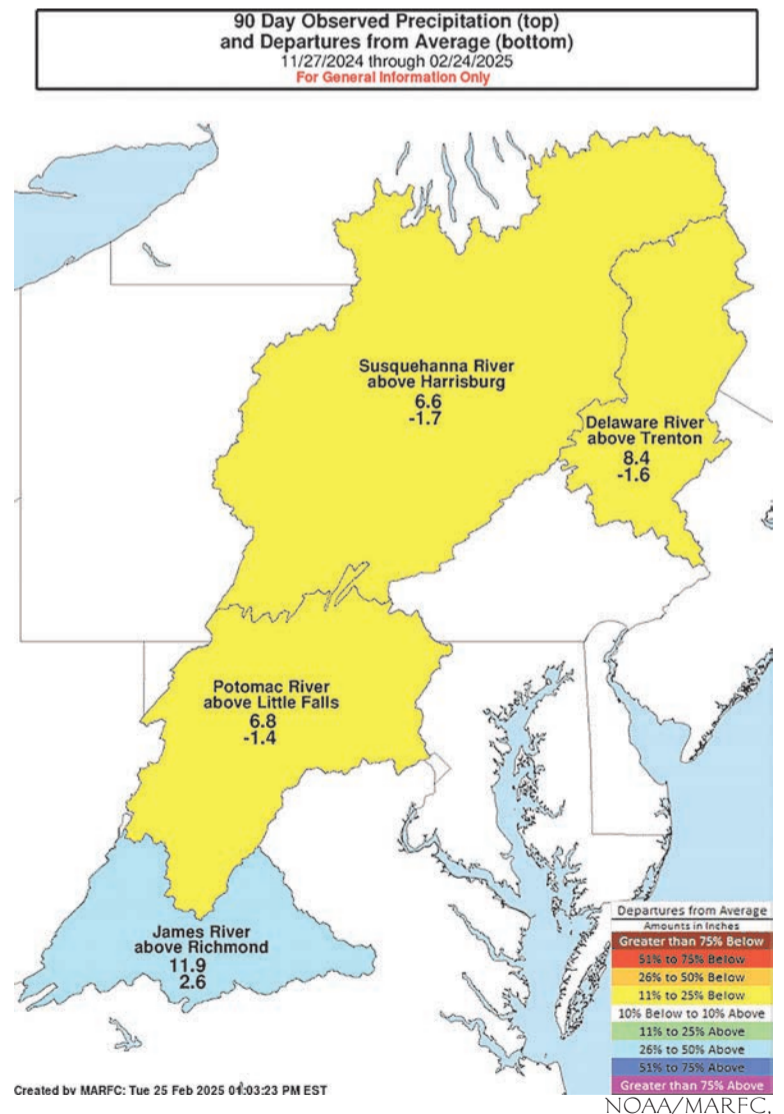 90 Day Observed Precipitation (top)
and Departures from Average (bottom)
11/27/2024 through 02/24/2025
For General Information Only
Susquehanna River
above Harrisburg
6.6
-1.7
Delaware River
above Trenton
8.4
-1.6
Potomac River
above Little Falls
6.8
-1.4
James River
above Richmond
11.9
2.6
Departures from Average
Amounts in Inches
Greater than 75% Below
51% to 75% Below
26% to 50% Below
11% to 25% Below
10% Below to 10% Above
11% to 25% Above
26% to 50% Above
51% to 75% Above
Greater than 75% Above
Created by MARFC: Tue 25 Feb 2025 01:03:23 PM EST
NOAA/MARFC